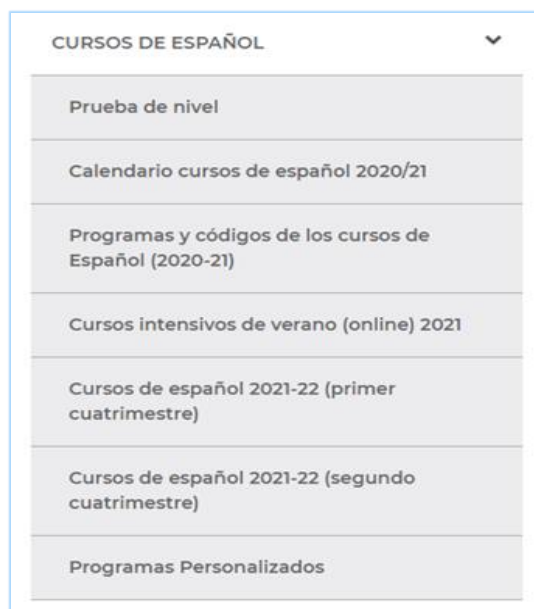 CURSOS DE ESPAÑOL
Prueba de nivel
Calendario cursos de español 2020/21
Programas y códigos de los cursos de
Español (2020-21)
Cursos intensivos de verano (online) 2021
Cursos de español 2021-22 (primer
cuatrimestre)
Cursos de español 2021-22 (segundo
cuatrimestre)
Programas Personalizados